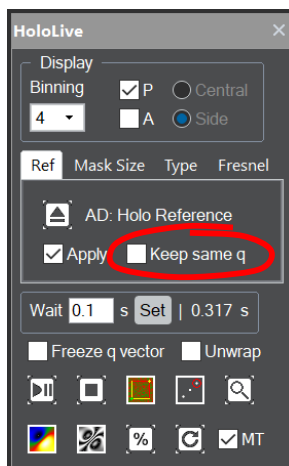 HoloLive ×
Display
Binning P Central
4 A Side
Ref Mask Size Type Fresnel
AD: Holo Reference
Apply Keep same q
Wait 0.1 s Set | 0.317 s
Freeze q vector Unwrap
% % C MT